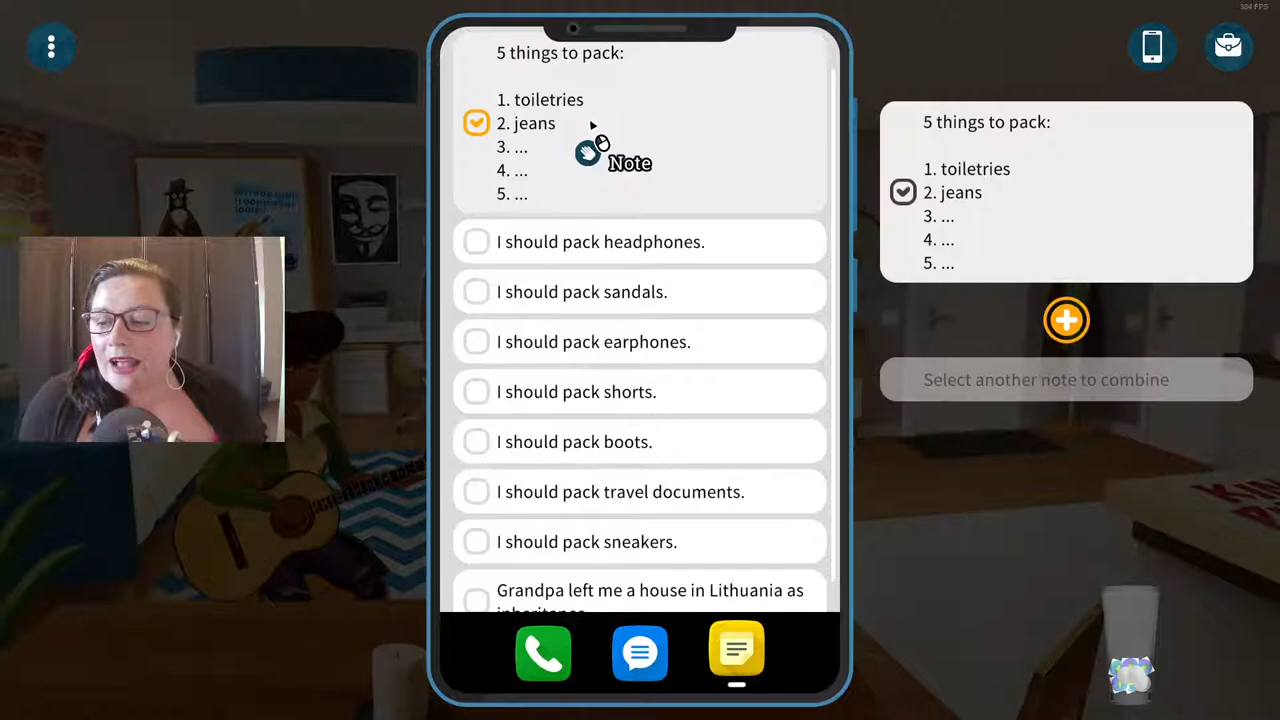 384 FPS
5 things to pack:
1. toiletries
2. jeans
3. ...
4. ...
5. ...
Note
I should pack headphones.
I should pack sandals.
I should pack earphones.
I should pack shorts.
I should pack boots.
I should pack travel documents.
I should pack sneakers.
Grandpa left me a house in Lithuania as
inheritance
5 things to pack:
1. toiletries
2. jeans
3. ...
4. ...
5. ...
Select another note to combine